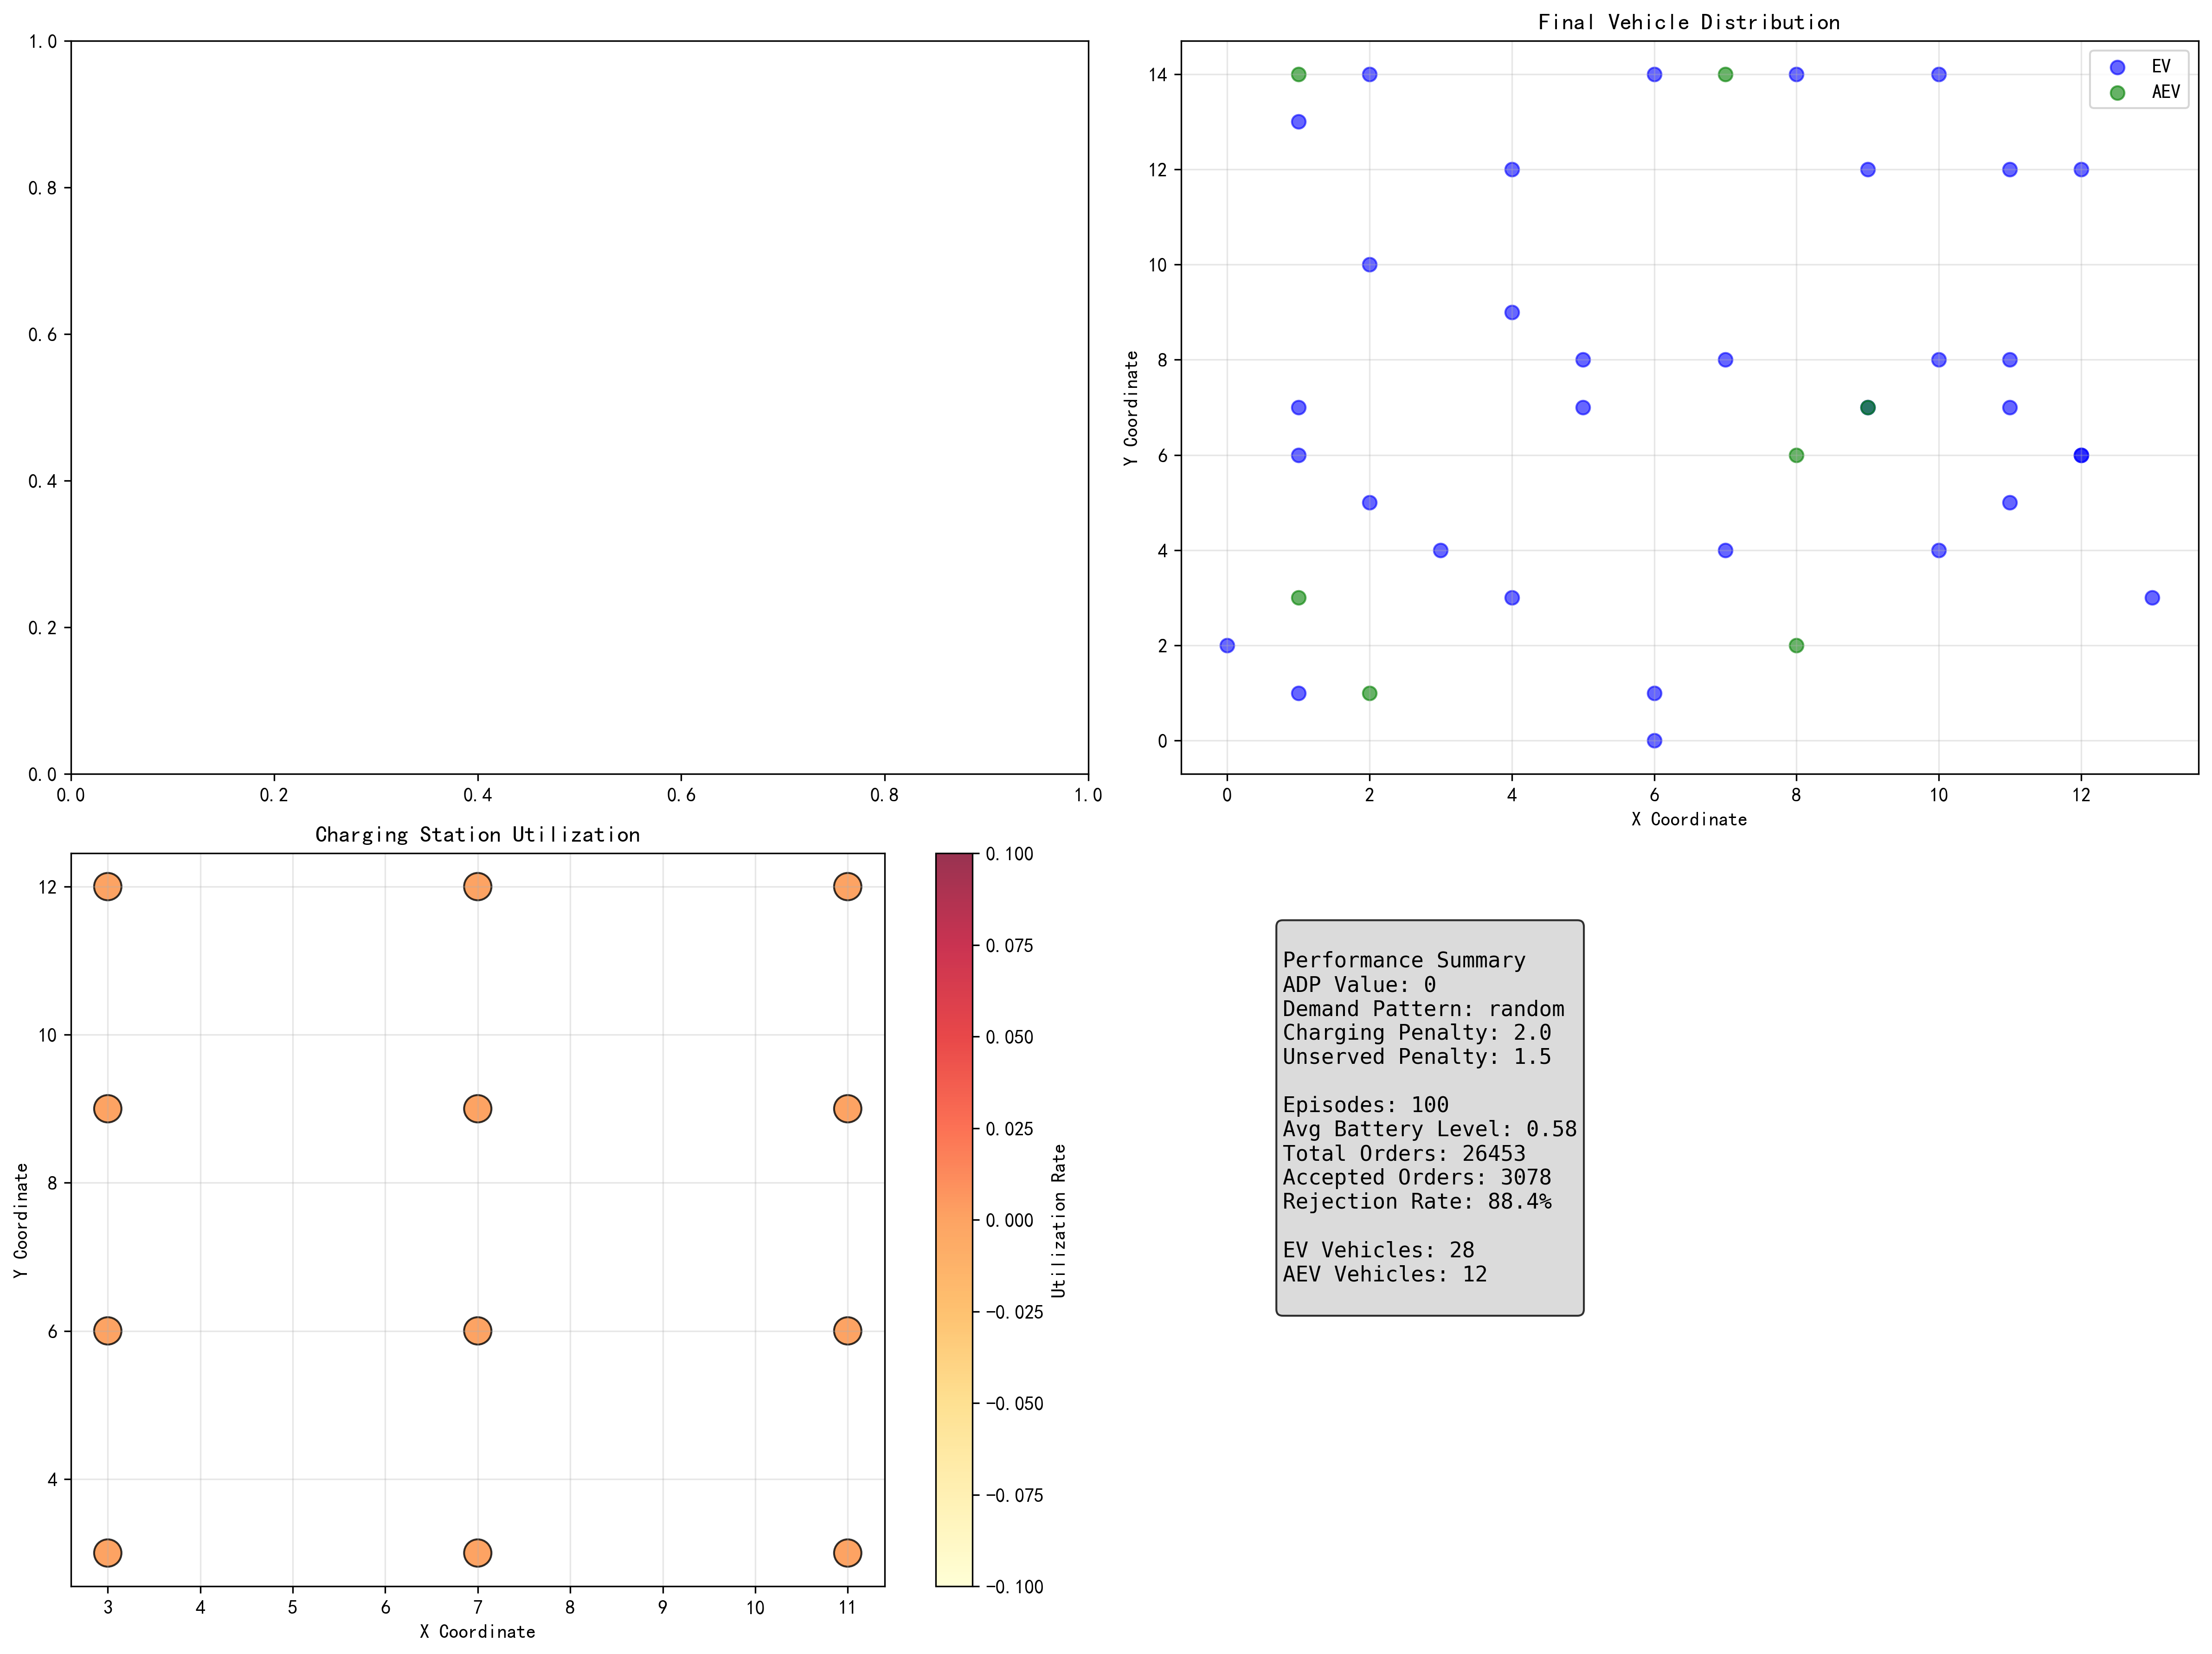 1.0
0.8
0.6
0.4
0.2
0.0
0.0 0.2 0.4 0.6 0.8 1.0
Final Vehicle Distribution
EV
AEV
14
12
10
8
6
4
2
0
Y Coordinate
0 2 4 6 8 10 12
X Coordinate
Charging Station Utilization
12
10
8
6
4
Y Coordinate
3 4 5 6 7 8 9 10 11
X Coordinate
0.100
0.075
0.050
0.025
0.000
−0.025
−0.050
−0.075
−0.100
Utilization Rate
Performance Summary
ADP Value: 0
Demand Pattern: random
Charging Penalty: 2.0
Unserved Penalty: 1.5
Episodes: 100
Avg Battery Level: 0.58
Total Orders: 26453
Accepted Orders: 3078
Rejection Rate: 88.4%
EV Vehicles: 28
AEV Vehicles: 12